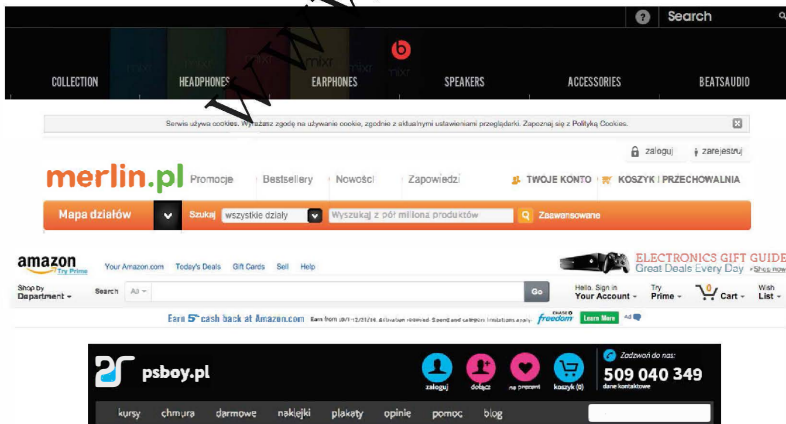 ? Search
COLLECTION HEADPHONES EARPHONES SPEAKERS ACCESSORIES BEATSAUDIO
Serwis używa cookies. Wyrażasz zgodę na używanie cookie, zgodnie z aktualnymi ustawieniami przeglądarki. Zapoznaj się z Polityką Cookies.
zaloguj zarejestruj
merlin.pl Promocje Bestsellery Nowości Zapowiedzi TWOJE KONTO KOSZYK I PRZECHOWALNIA
Mapa działów Szukaj wszystkie działy Wyszukaj z pół miliona produktów Zaawansowane
amazon Try Prime Your Amazon.com Today's Deals Gift Cards Sell Help
ELECTRONICS GIFT GUIDE
Great Deals Every Day Shop now
Shop by Department Search All Go Hello. Sign in Your Account Try Prime 0 Cart Wish List
Earn 5% cash back at Amazon.com freedom Learn More Ad
psboy.pl zaloguj dołącz na prezent koszyk (0)
Zadzwoń do nas:
509 040 349
dane kontaktowe
kursy chmura darmowe naklejki plakaty opinie pomoc blog